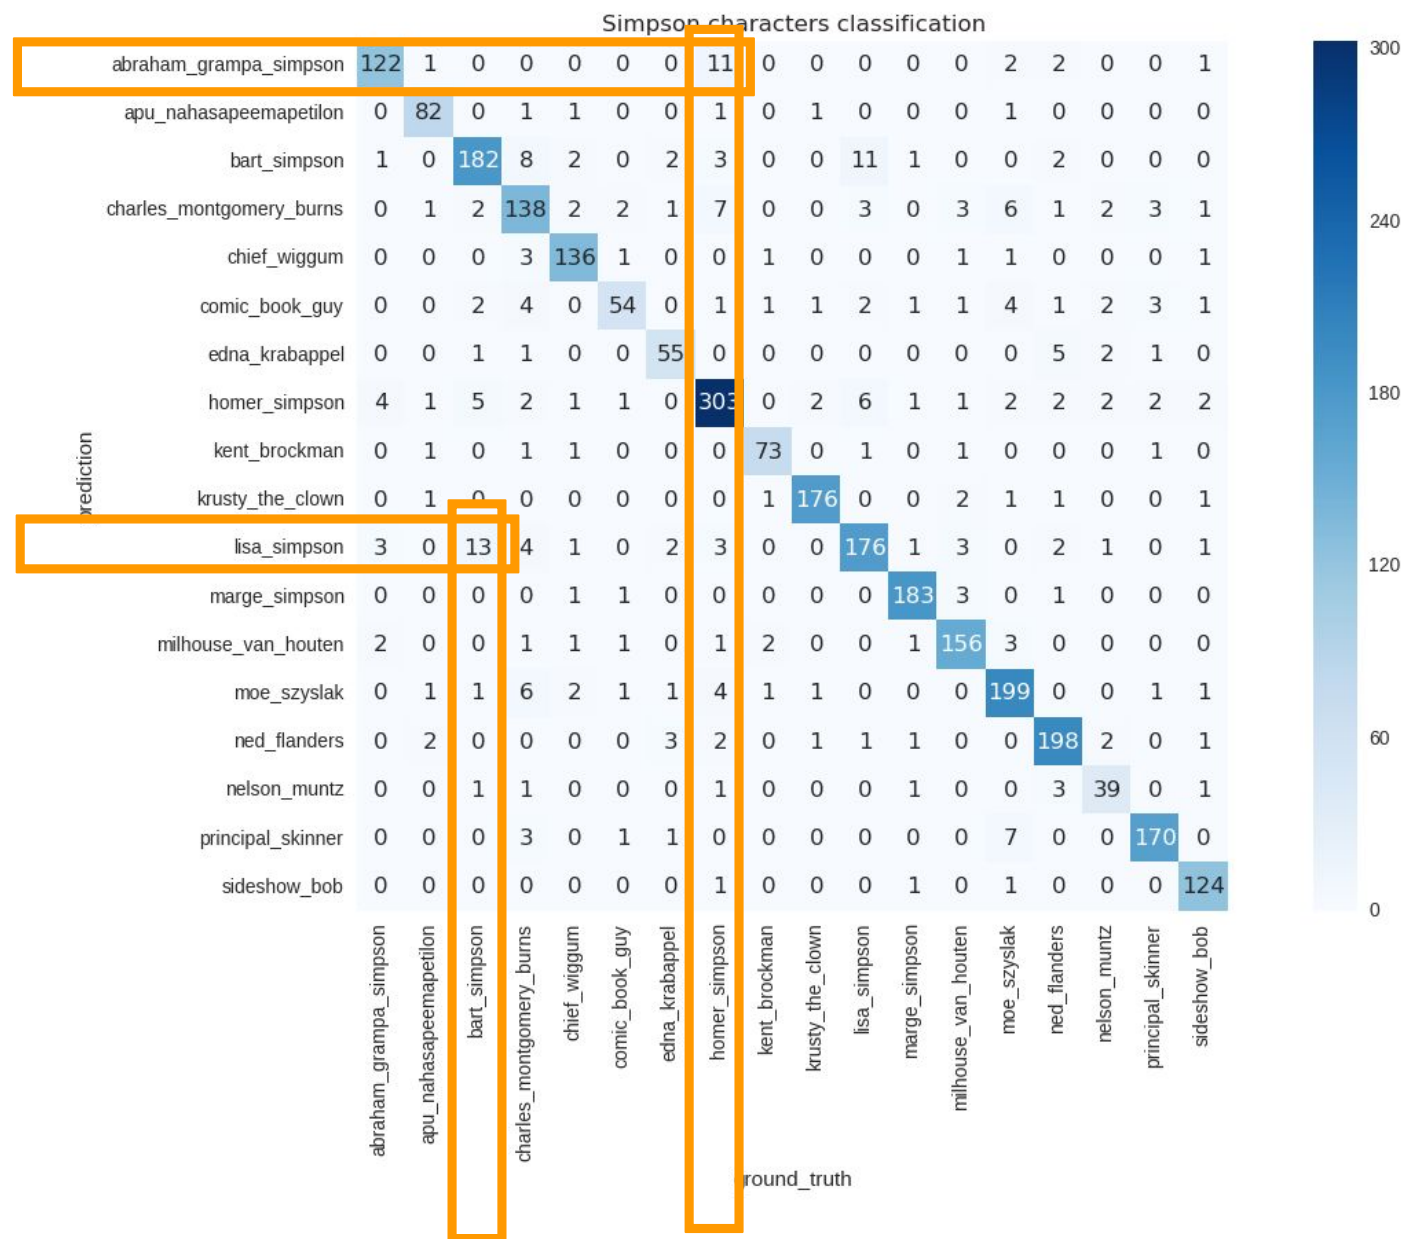 Simpson characters classification
abraham_grampa_simpson 122 1 0 0 0 0 0 11 0 0 0 0 0 2 2 0 0 1
apu_nahasapeemapetilon 0 82 0 1 1 0 0 1 0 1 0 0 0 1 0 0 0 0
bart_simpson 1 0 182 8 2 0 2 3 0 0 11 1 0 0 2 0 0 0
charles_montgomery_burns 0 1 2 138 2 2 1 7 0 0 3 0 3 6 1 2 3 1
chief_wiggum 0 0 0 3 136 1 0 0 1 0 0 0 1 1 0 0 0 1
comic_book_guy 0 0 2 4 0 54 0 1 1 1 2 1 1 4 1 2 3 1
edna_krabappel 0 0 1 1 0 0 55 0 0 0 0 0 0 0 5 2 1 0
homer_simpson 4 1 5 2 1 1 0 303 0 2 6 1 1 2 2 2 2 2
kent_brockman 0 1 0 1 1 0 0 0 73 0 1 0 1 0 0 0 1 0
krusty_the_clown 0 1 0 0 0 0 0 0 1 176 0 0 2 1 1 0 0 1
lisa_simpson 3 0 13 4 1 0 2 3 0 0 176 1 3 0 2 1 0 1
marge_simpson 0 0 0 0 1 1 0 0 0 0 0 183 3 0 1 0 0 0
milhouse_van_houten 2 0 0 1 1 1 0 1 2 0 0 1 156 3 0 0 0 0
moe_szyslak 0 1 1 6 2 1 1 4 1 1 0 0 0 199 0 0 1 1
ned_flanders 0 2 0 0 0 0 3 2 0 1 1 1 0 0 198 2 0 1
nelson_muntz 0 0 1 1 0 0 0 1 0 0 0 1 0 0 3 39 0 1
principal_skinner 0 0 0 3 0 1 1 0 0 0 0 0 0 7 0 0 170 0
sideshow_bob 0 0 0 0 0 0 0 1 0 0 0 1 0 1 0 0 0 124
prediction
abraham_grampa_simpson
apu_nahasapeemapetilon
bart_simpson
charles_montgomery_burns
chief_wiggum
comic_book_guy
edna_krabappel
homer_simpson
kent_brockman
krusty_the_clown
lisa_simpson
marge_simpson
milhouse_van_houten
moe_szyslak
ned_flanders
nelson_muntz
principal_skinner
sideshow_bob
ground_truth
300
240
180
120
60
0